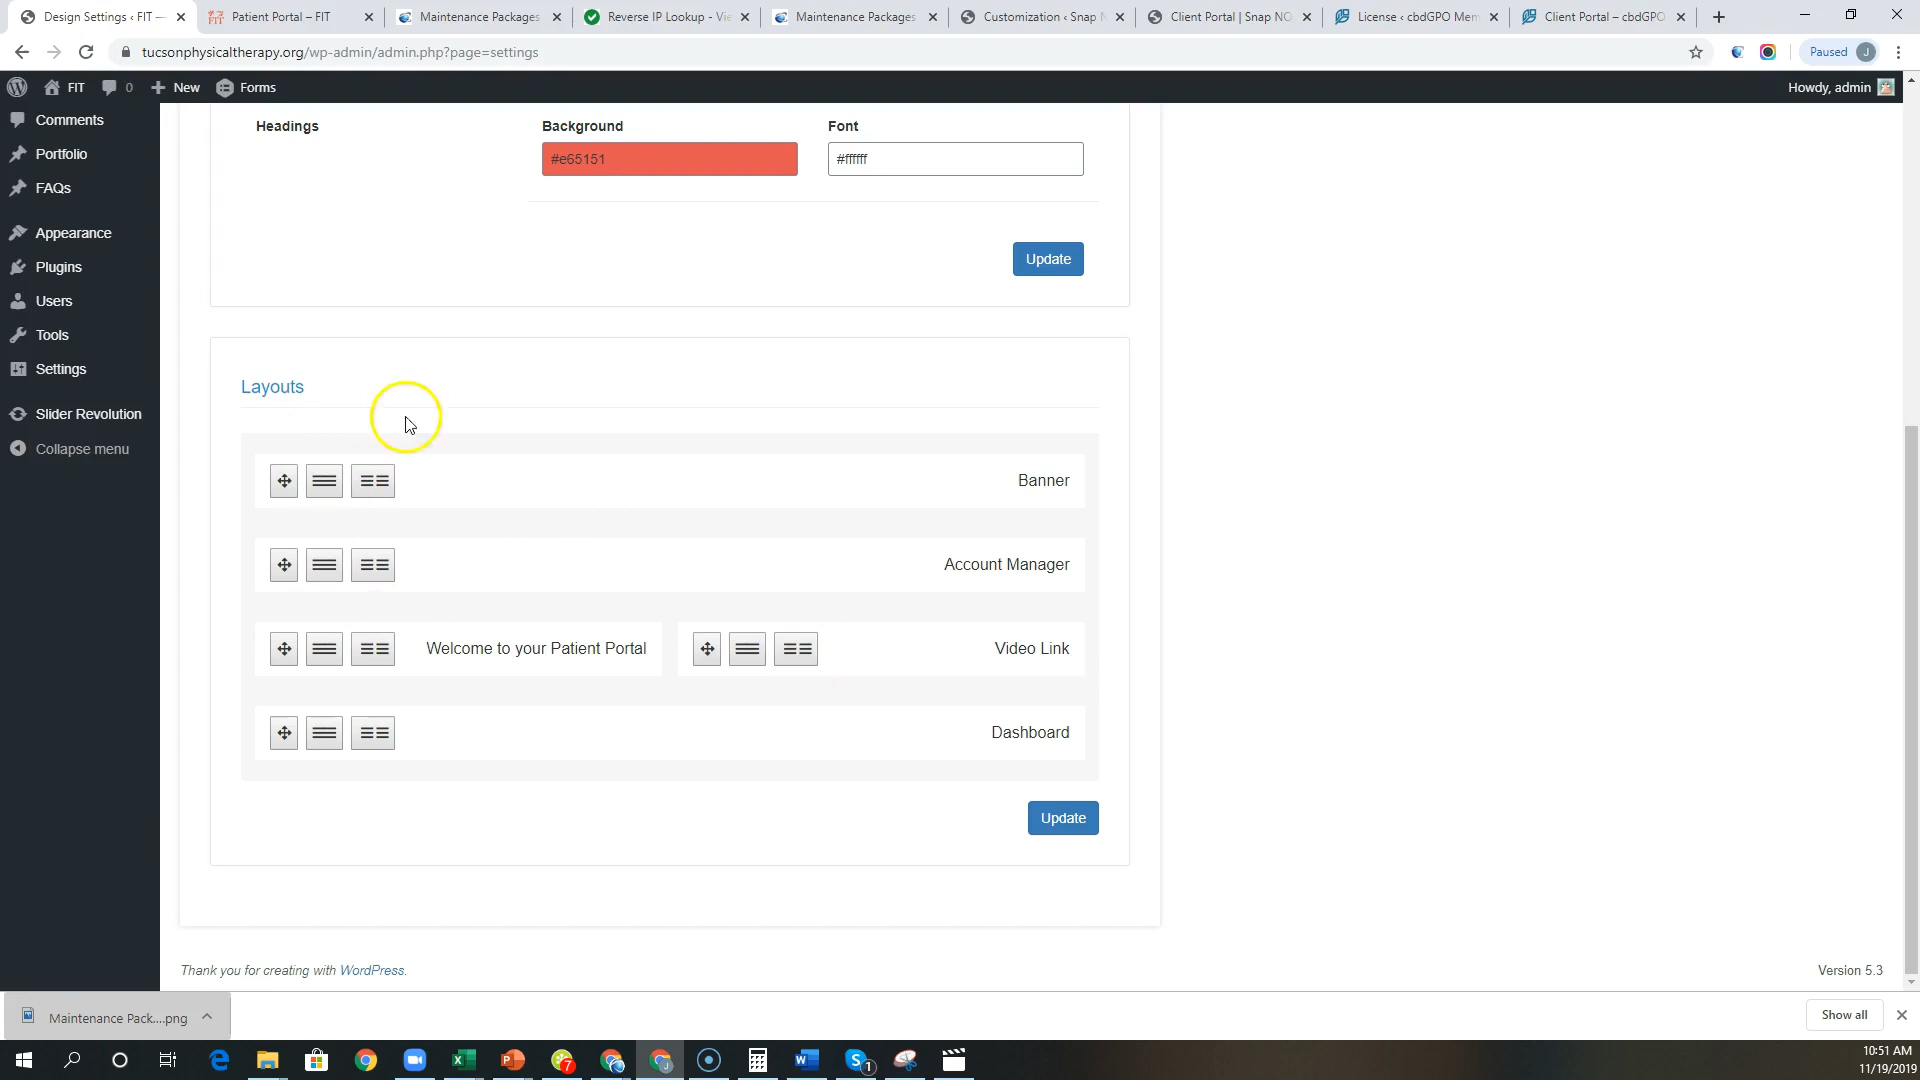 Design Settings ‹ FIT —
Patient Portal – FIT
Maintenance Packages
Reverse IP Lookup - Vie
Maintenance Packages
Customization ‹ Snap N
Client Portal | Snap NO
License ‹ cbdGPO Mem
Client Portal – cbdGPO
tucsonphysicaltherapy.org/wp-admin/admin.php?page=settings
Paused J
FIT 0 New Forms
Howdy, admin
Comments
Portfolio
FAQs
Appearance
Plugins
Users
Tools
Settings
Slider Revolution
Collapse menu
Headings Background Font
#e65151 #ffffff
Update
Layouts
Banner
Account Manager
Welcome to your Patient Portal Video Link
Dashboard
Update
Thank you for creating with WordPress.
Version 5.3
Maintenance Pack....png
Show all
7
J
1
10:51 AM
11/19/2019